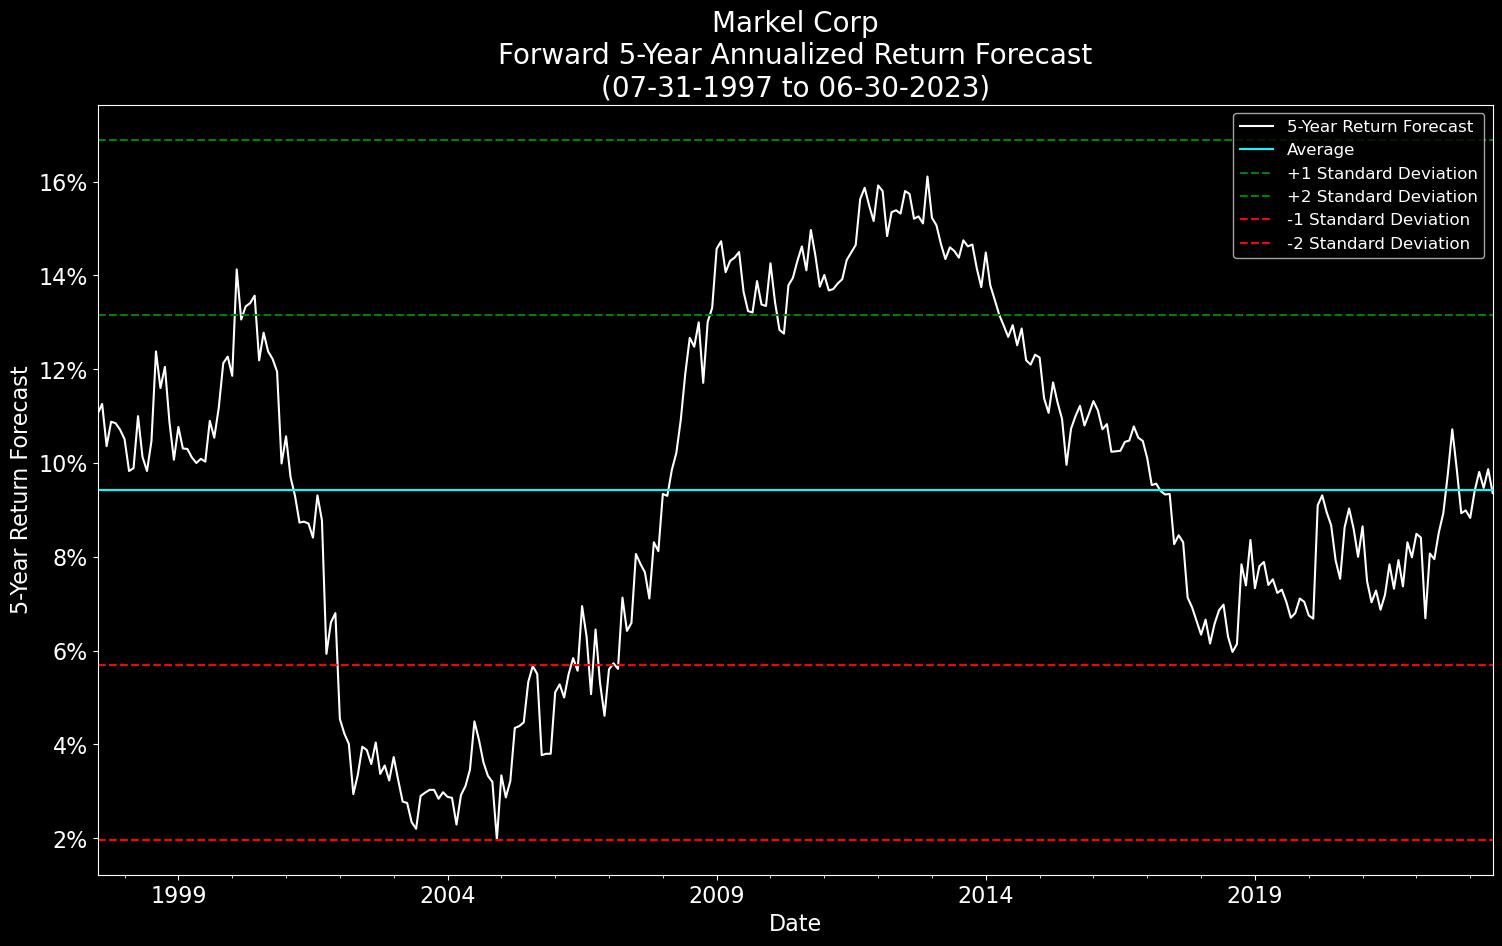 Markel Corp
Forward 5-Year Annualized Return Forecast
(07-31-1997 to 06-30-2023)
5-Year Return Forecast
Average
+1 Standard Deviation
+2 Standard Deviation
-1 Standard Deviation
-2 Standard Deviation
5-Year Return Forecast
16%
14%
12%
10%
8%
6%
4%
2%
1999 2004 2009 2014 2019
Date